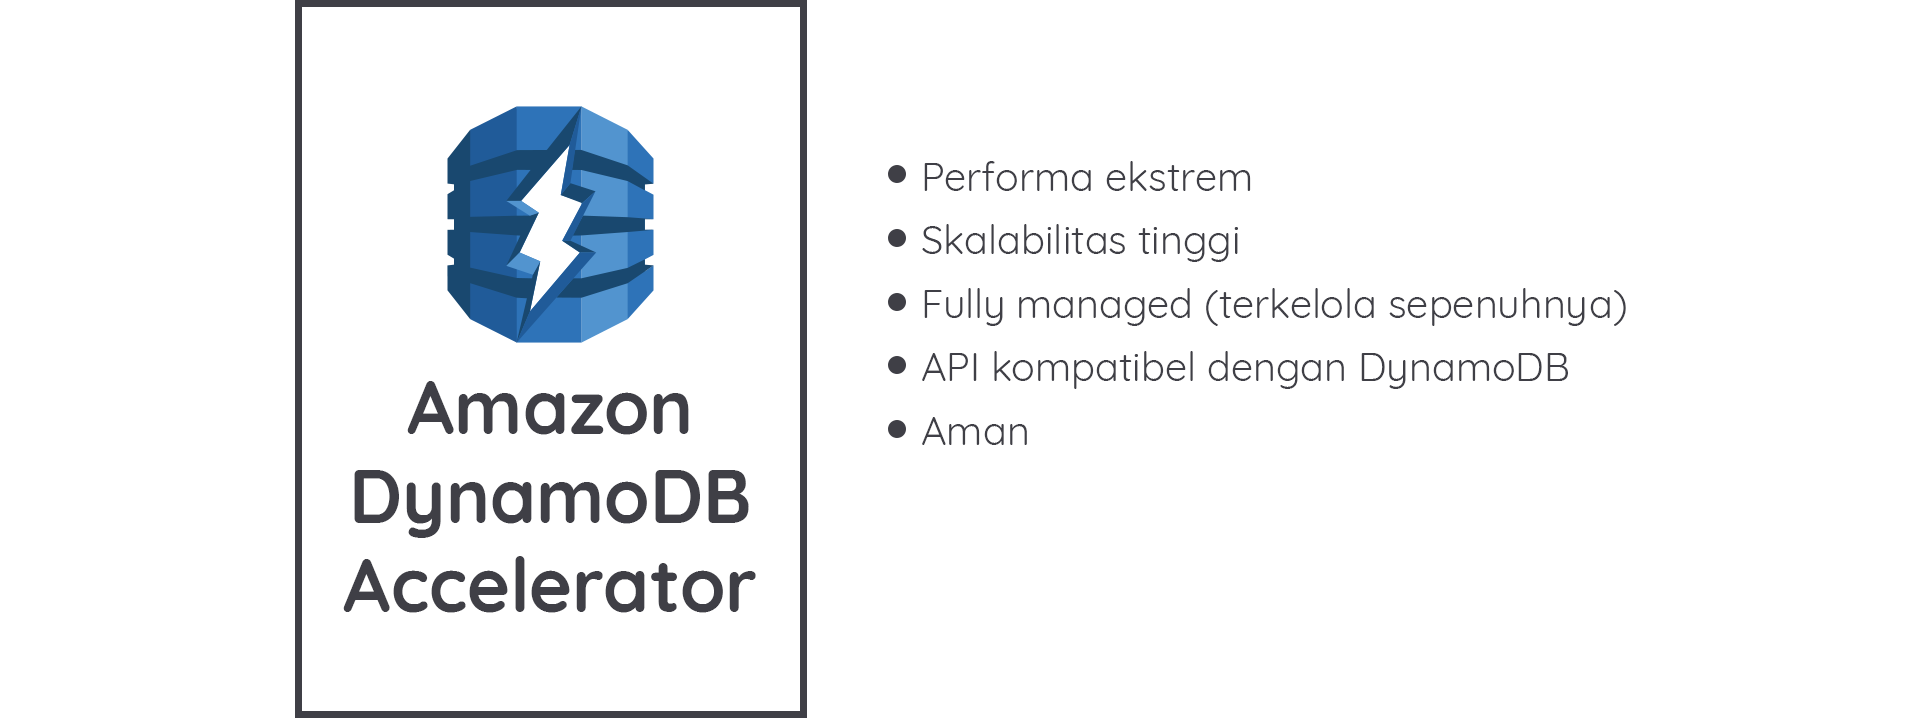 Amazon
DynamoDB
Accelerator
Performa ekstrem
Skalabilitas tinggi
Fully managed (terkelola sepenuhnya)
API kompatibel dengan DynamoDB
Aman